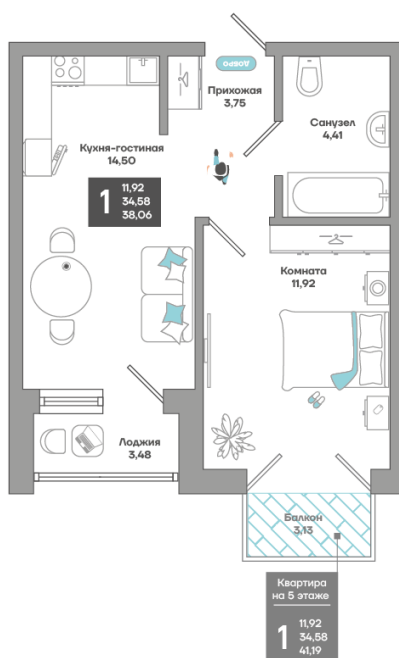 ДОБРО
Прихожая
3,75
Санузел
4,41
Кухня-гостиная
14,50
1
11,92
34,58
38,06
Комната
11,92
Лоджия
3,48
Балкон
3,13
Квартира
на 5 этаже
1
11,92
34,58
41,19